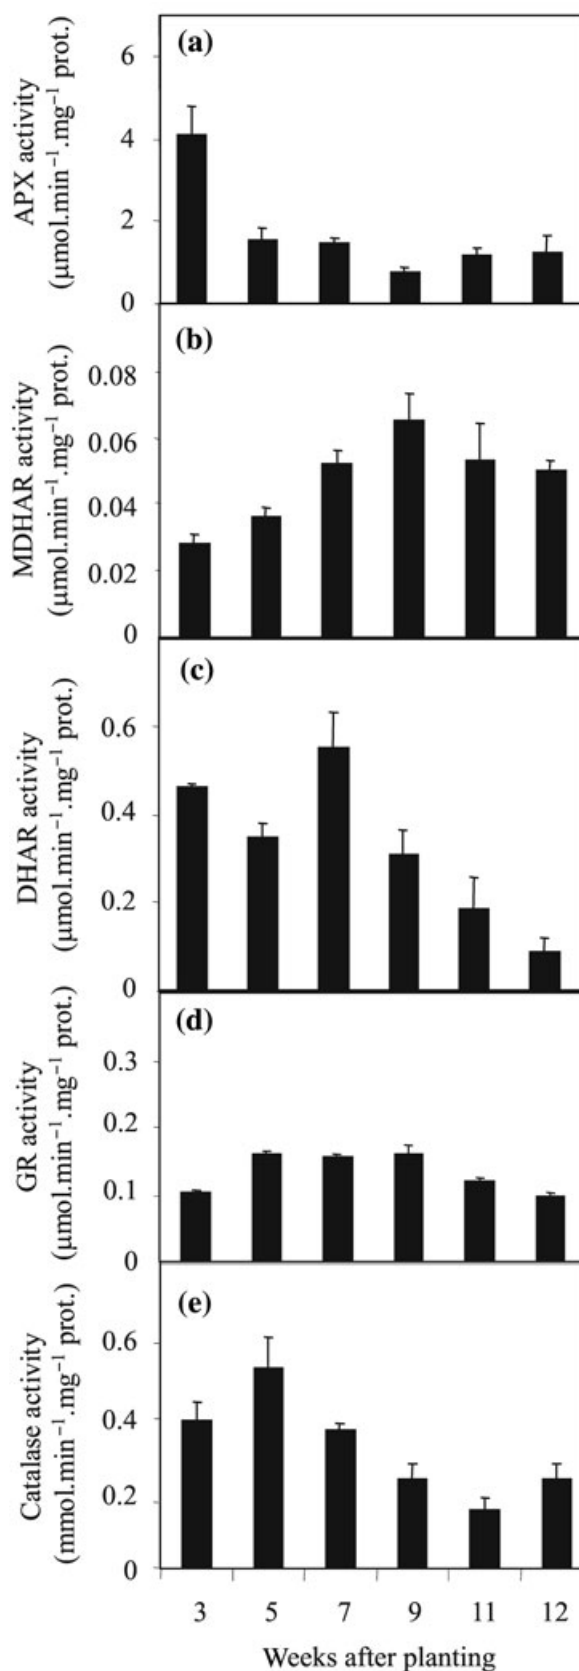 (a)
APX activity
(μmol.min⁻¹.mg⁻¹ prot.)
6
4
2
0
(b)
MDHAR activity
(μmol.min⁻¹.mg⁻¹ prot.)
0.08
0.06
0.04
0.02
0
(c)
DHAR activity
(μmol.min⁻¹.mg⁻¹ prot.)
0.6
0.4
0.2
0
(d)
GR activity
(μmol.min⁻¹.mg⁻¹ prot.)
0.3
0.2
0.1
0
(e)
Catalase activity
(mmol.min⁻¹.mg⁻¹ prot.)
0.6
0.4
0.2
0
3 5 7 9 11 12
Weeks after planting